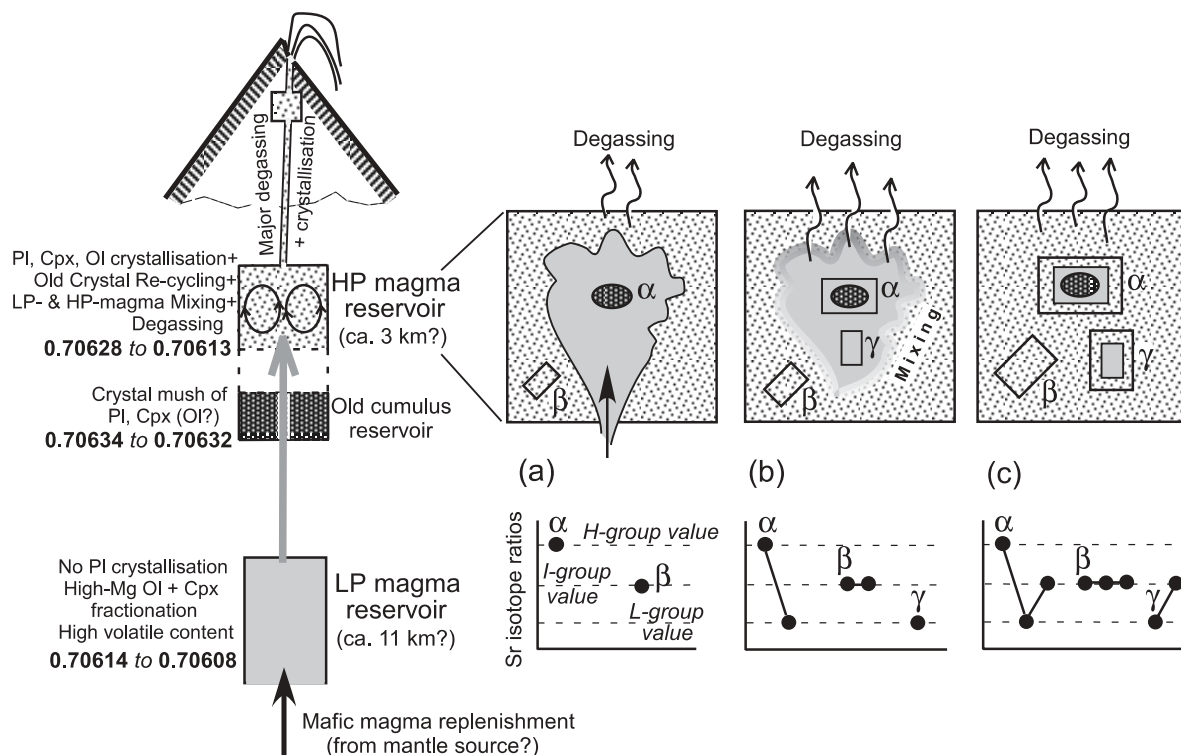 Major degassing
+ crystallisation
Pl, Cpx, Ol crystallisation+
Old Crystal Re-cycling+
LP- & HP-magma Mixing+
Degassing
0.70628 to 0.70613
HP magma
reservoir
(ca. 3 km?)
Crystal mush of
Pl, Cpx (Ol?)
0.70634 to 0.70632
Old cumulus
reservoir
No Pl crystallisation
High-Mg Ol + Cpx
fractionation
High volatile content
0.70614 to 0.70608
LP magma
reservoir
(ca. 11 km?)
Mafic magma replenishment
(from mantle source?)
Degassing
α
β
(a)
Degassing
α
γ
β
Mixing
(b)
Degassing
α
β
γ
(c)
Sr isotope ratios
α
H-group value
I-group
value
β
L-group
value
α
β
γ
α
β
γ